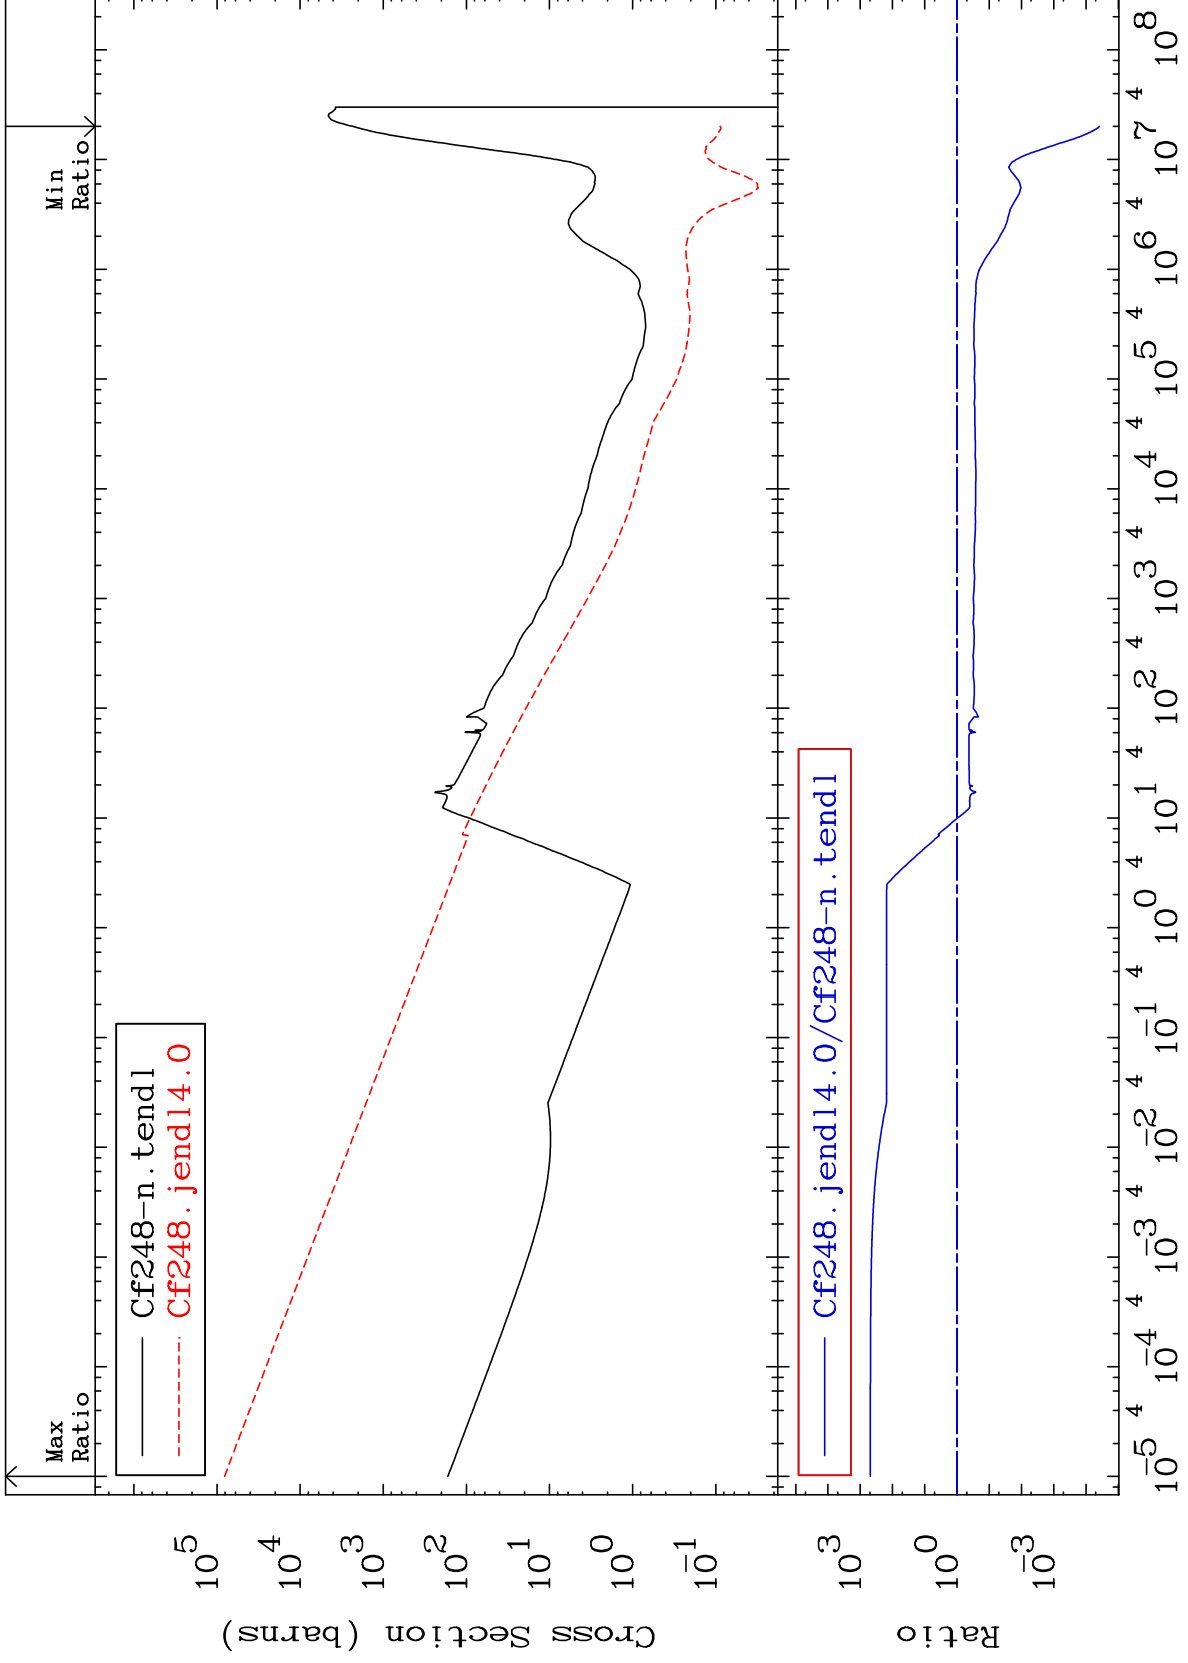 Max
Ratio
Min
Ratio
Cf248-n.tendl
Cf248.jendl4.0
Cross Section (barns)
10^5
10^4
10^3
10^2
10^1
10^0
10^-1
Cf248.jendl4.0/Cf248-n.tendl
Ratio
10^3
10^0
10^-3
10^-5 4 10^-4 4 10^-3 4 10^-2 4 10^-1 4 10^0 4 10^1 4 10^2 4 10^3 4 10^4 4 10^5 4 10^6 4 10^7 4 10^8